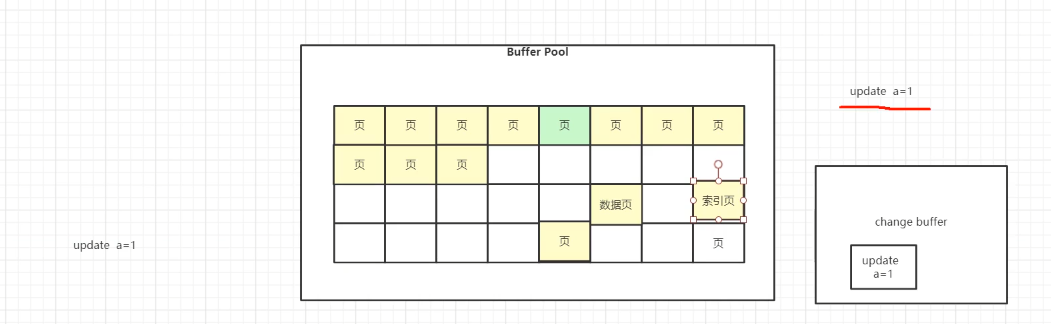 Buffer Pool
update a=1
页 页 页 页 页 页 页 页
页 页 页
数据页 索引页
change buffer
update a=1
页 页
update
a=1